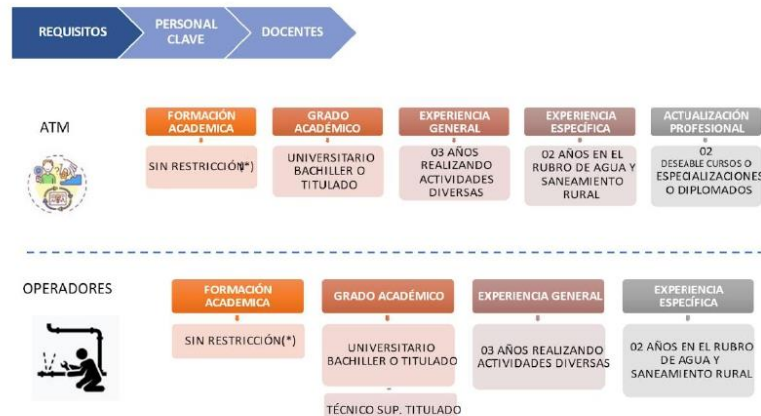 REQUISITOS
PERSONAL
CLAVE
DOCENTES
ATM
FORMACIÓN
ACADEMICA
SIN RESTRICCIÓN(*)
GRADO
ACADÉMICO
UNIVERSITARIO
BACHILLER O
TITULADO
EXPERIENCIA
GENERAL
03 AÑOS
REALIZANDO
ACTIVIDADES
DIVERSAS
EXPERIENCIA
ESPECÍFICA
02 AÑOS EN EL
RUBRO DE AGUA Y
SANEAMIENTO
RURAL
ACTUALIZACIÓN
PROFESIONAL
02
DESEABLE CURSOS O
ESPECIALIZACIONES
O DIPLOMADOS
OPERADORES
FORMACIÓN
ACADEMICA
SIN RESTRICCIÓN(*)
GRADO ACADÉMICO
UNIVERSITARIO
BACHILLER O TITULADO
TÉCNICO SUP. TITULADO
EXPERIENCIA GENERAL
03 AÑOS REALIZANDO
ACTIVIDADES DIVERSAS
EXPERIENCIA
ESPECÍFICA
02 AÑOS EN EL RUBRO
DE AGUA Y
SANEAMIENTO RURAL